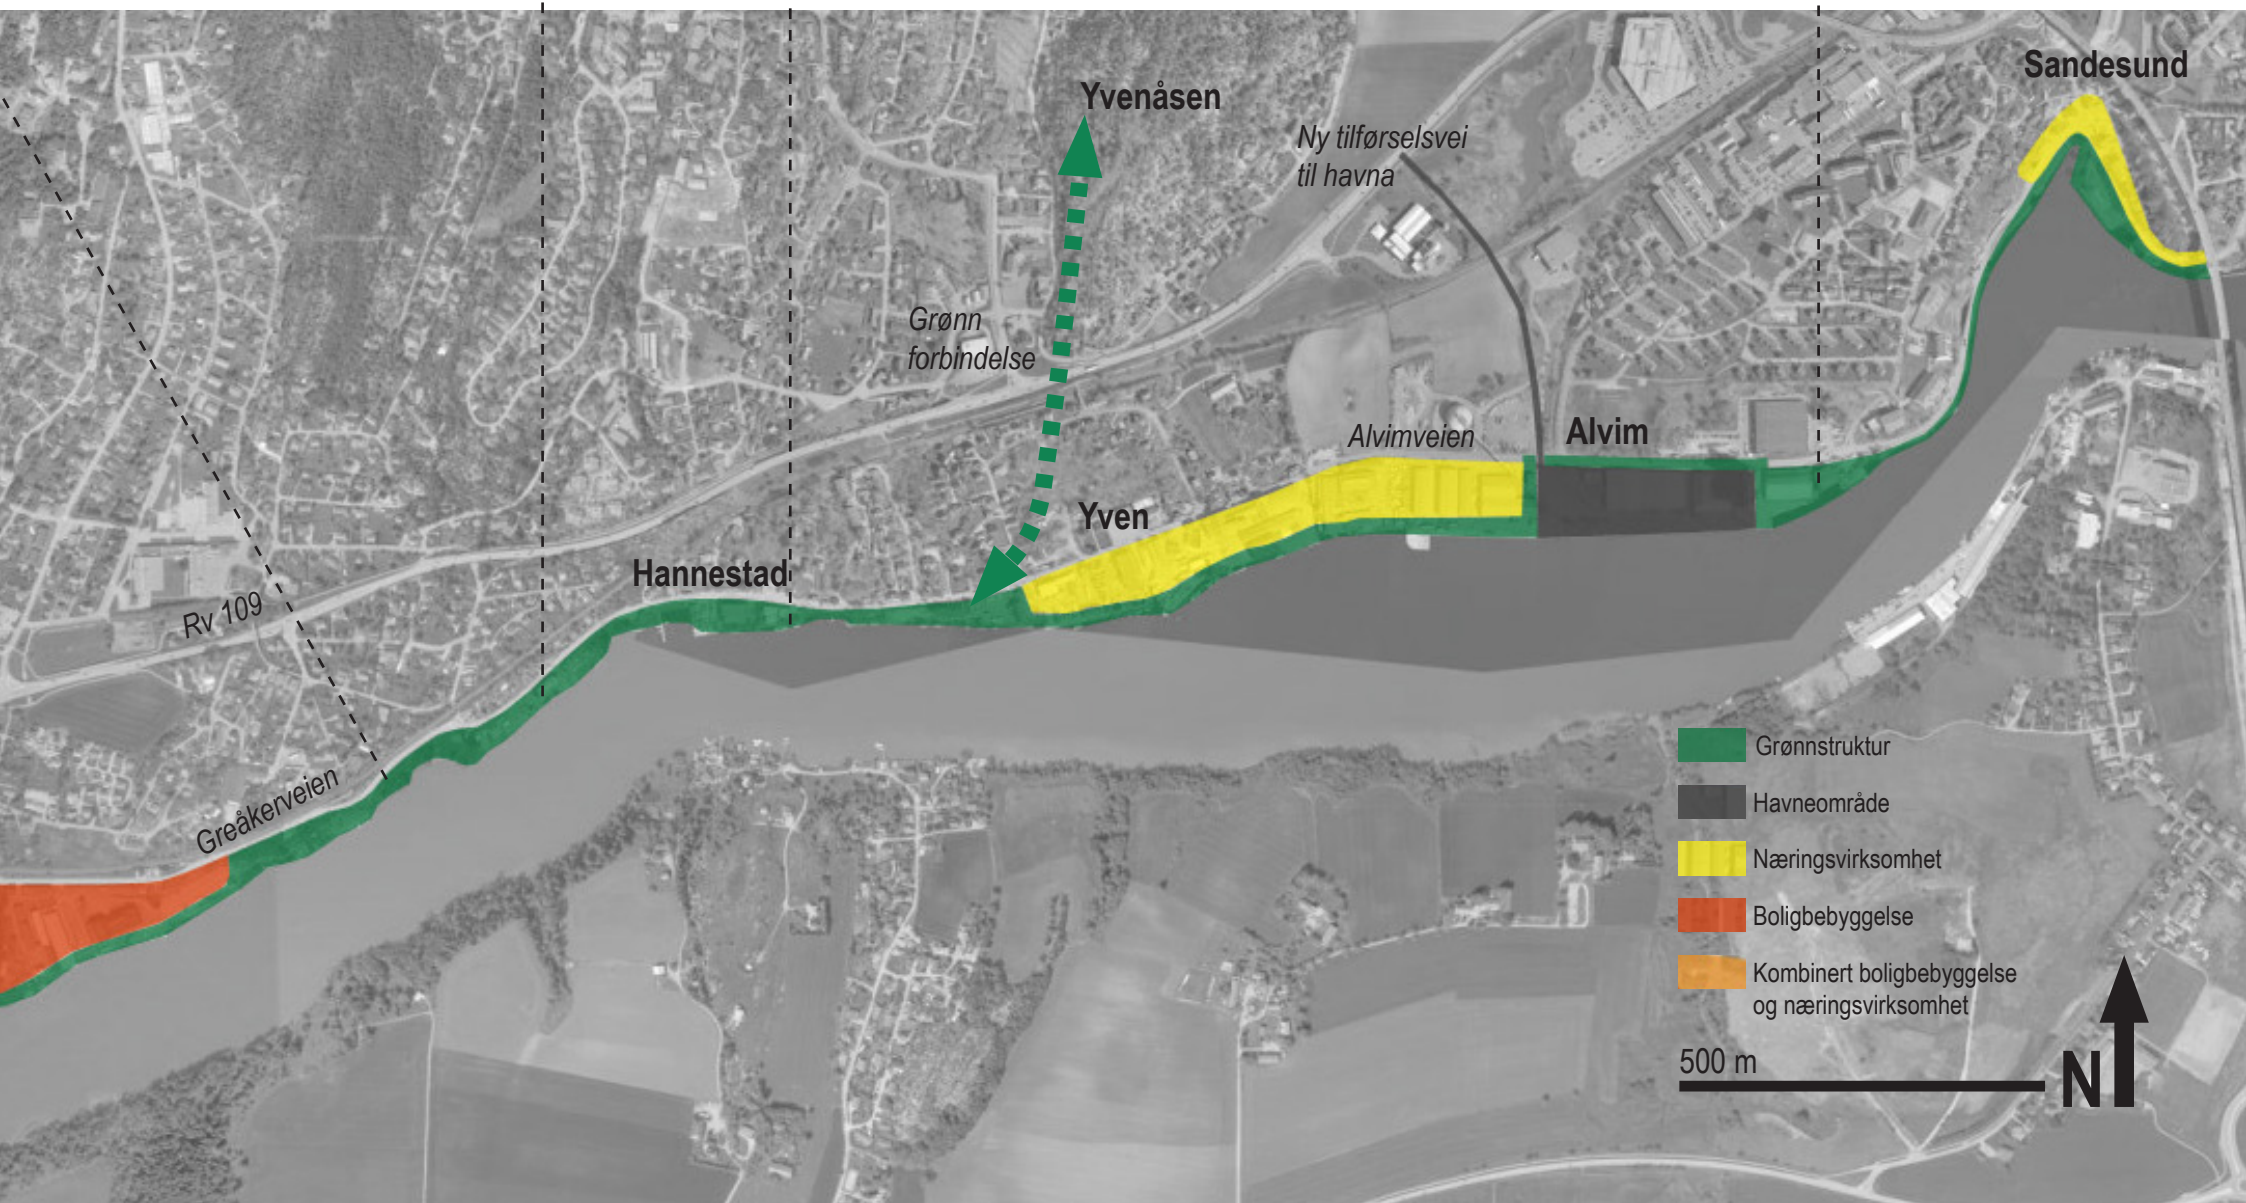 Sandesund
Yvenåsen
Ny tilførselsvei
til havna
Grønn
forbindelse
Alvimveien
Alvim
Yven
Hannestad
Rv 109
Greåkerveien
Grønnstruktur
Havneområde
Næringsvirksomhet
Boligbebyggelse
Kombinert boligbebyggelse
og næringsvirksomhet
500 m
N